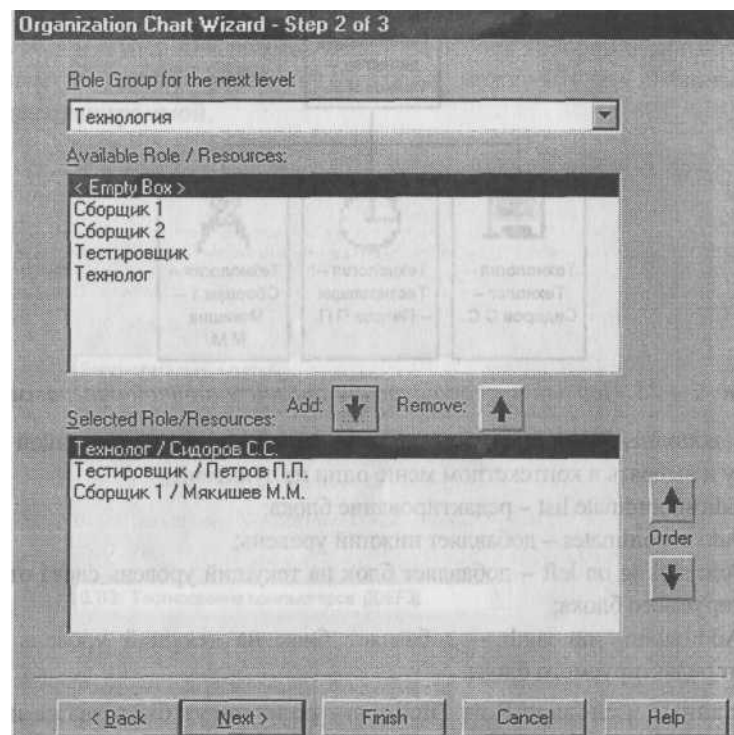 Organization Chart Wizard - Step 2 of 3
Role Group for the next level:
Технология
Available Role / Resources:
< Empty Box >
Сборщик 1
Сборщик 2
Тестировщик
Технолог
Add:
Remove:
Selected Role/Resources:
Технолог / Сидоров С.С.
Тестировщик / Петров П.П.
Сборщик 1 / Мякишев М.М.
Order
< Back
Next >
Finish
Cancel
Help